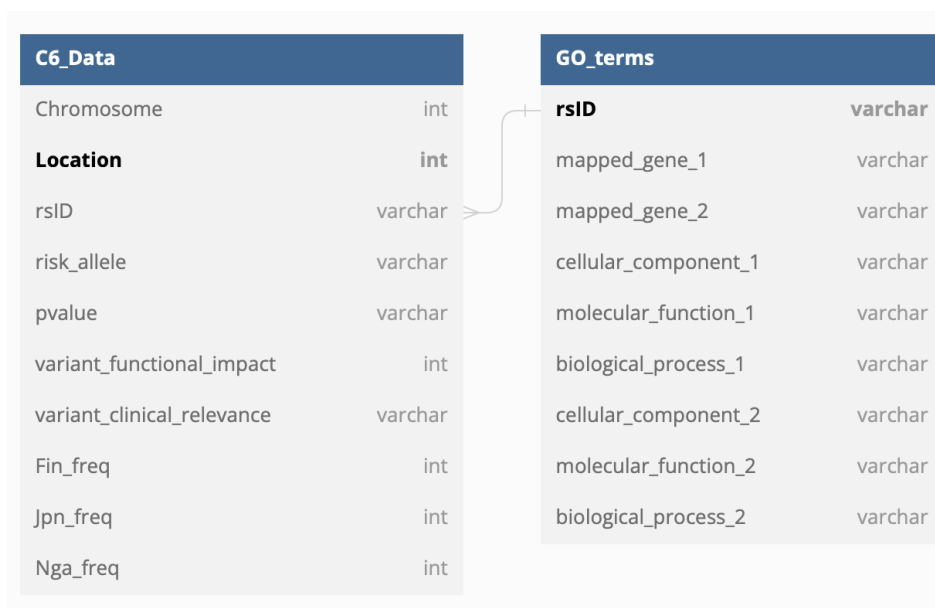 C6_Data
Chromosome int
Location int
rsID varchar
risk_allele varchar
pvalue varchar
variant_functional_impact int
variant_clinical_relevance varchar
Fin_freq int
Jpn_freq int
Nga_freq int
GO_terms
rsID varchar
mapped_gene_1 varchar
mapped_gene_2 varchar
cellular_component_1 varchar
molecular_function_1 varchar
biological_process_1 varchar
cellular_component_2 varchar
molecular_function_2 varchar
biological_process_2 varchar